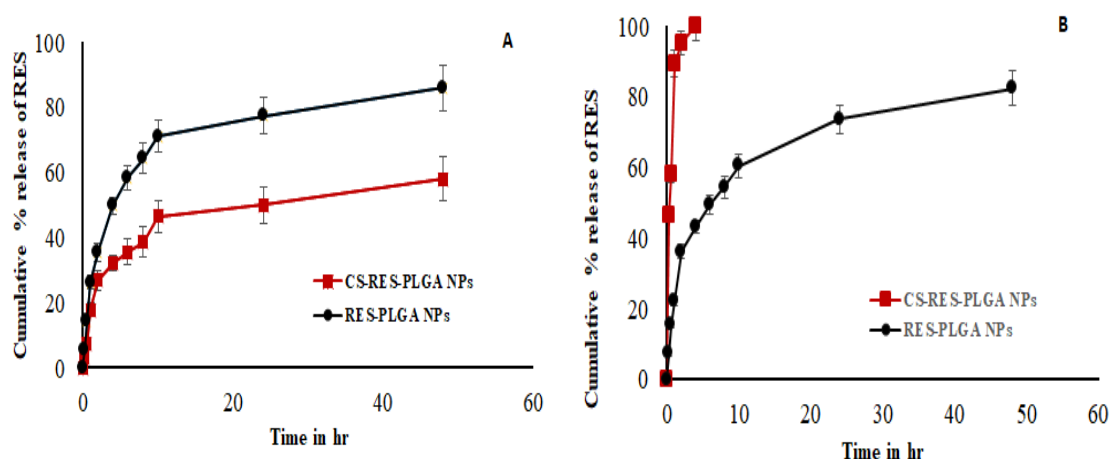 A
Cumulative % release of RES
100
80
60
40
20
0
CS-RES-PLGA NPs
RES-PLGA NPs
0 20 40 60
Time in hr
B
Cumulative % release of RES
100
80
60
40
20
0
CS-RES-PLGA NPs
RES-PLGA NPs
0 10 20 30 40 50 60
Time in hr